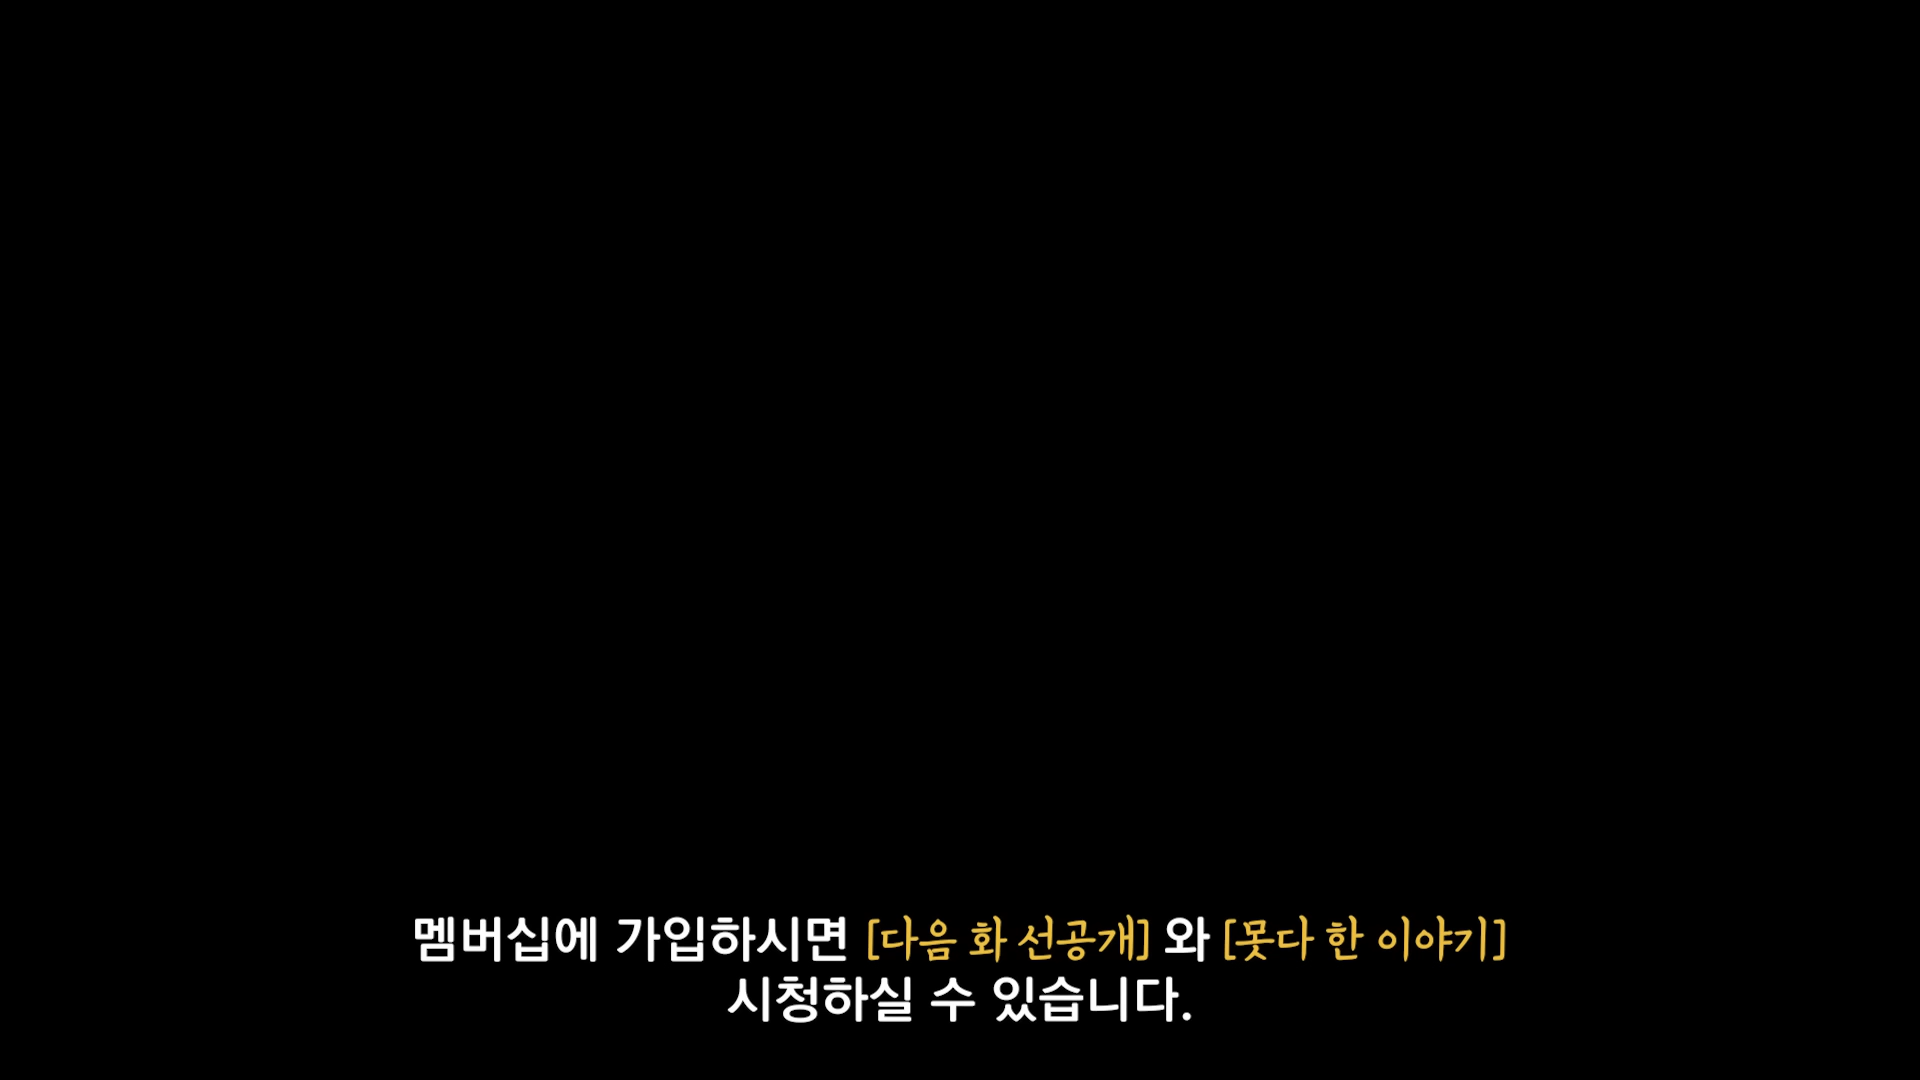 멤버십에 가입하시면 [다음 화 선공개] 와 [못다 한 이야기]
시청하실 수 있습니다.